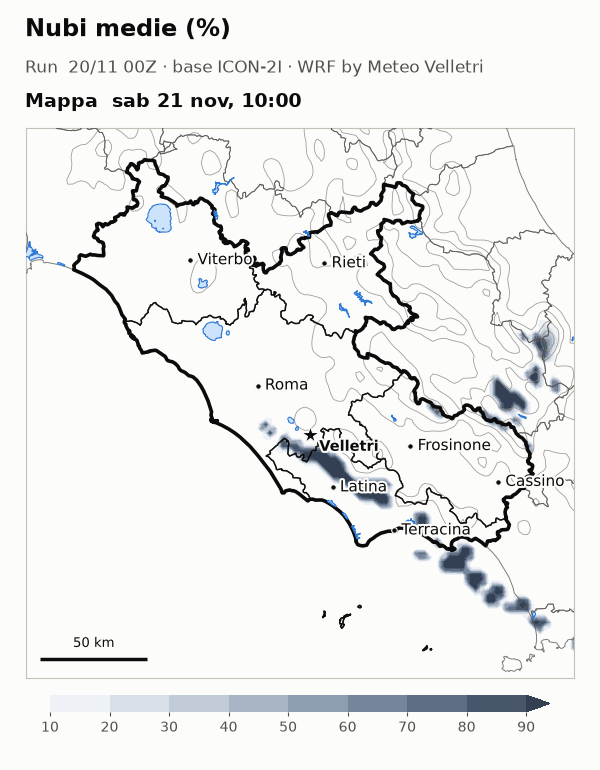 Nubi medie (%)
Run 20/11 00Z · base ICON-2I · WRF by Meteo Velletri
Mappa sab 21 nov, 10:00
Viterbo
Rieti
Roma
Velletri
Frosinone
Latina
Cassino
Terracina
50 km
10 20 30 40 50 60 70 80 90